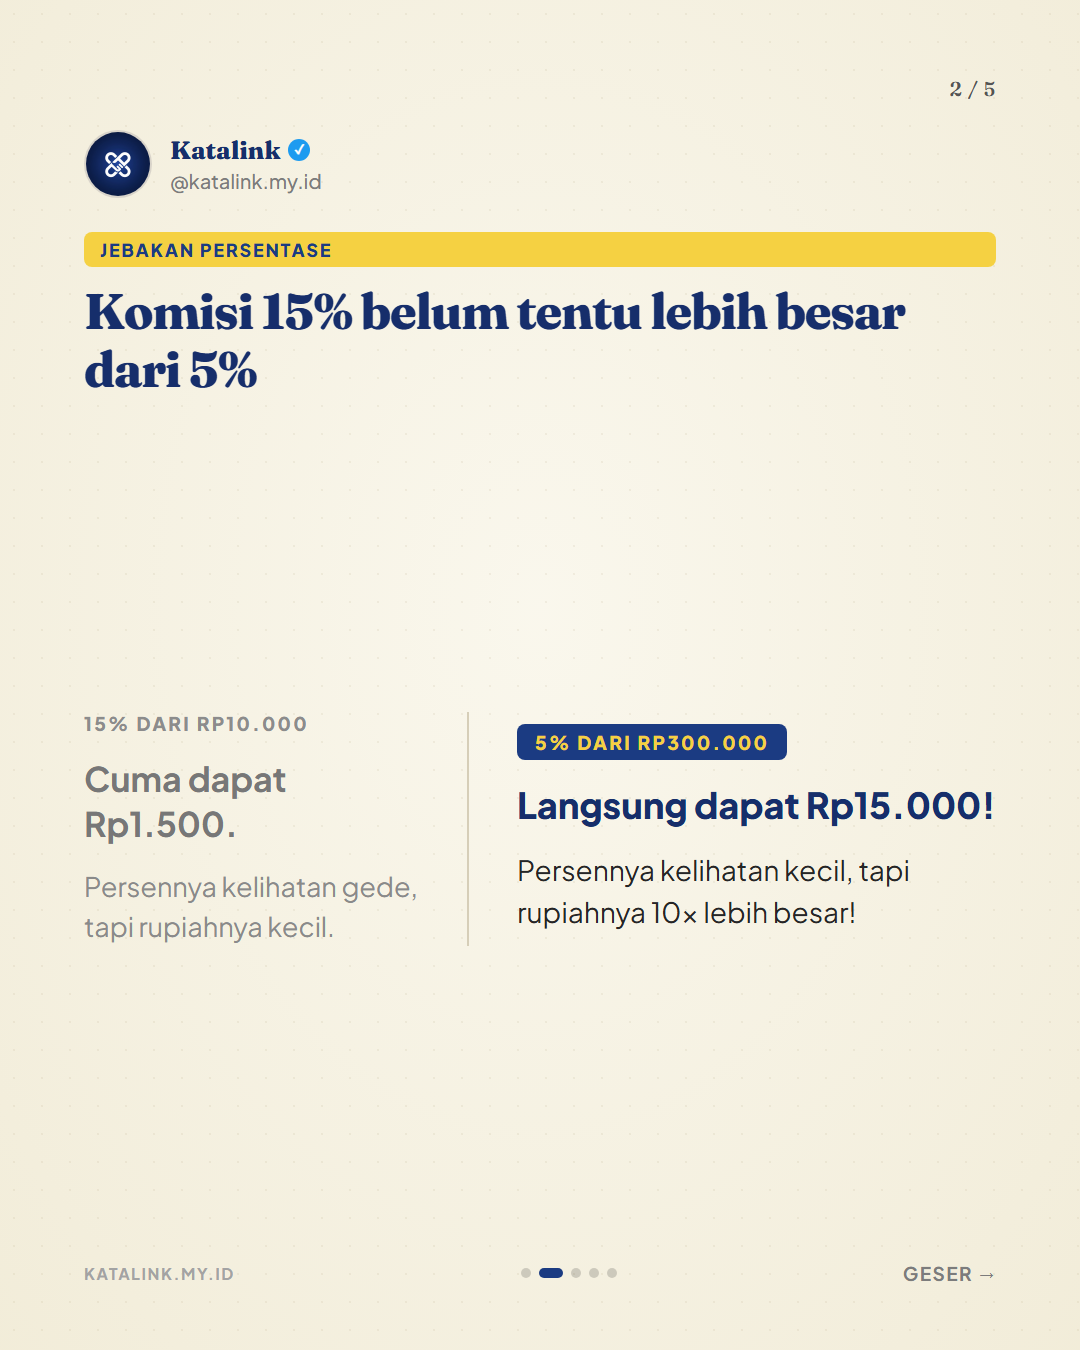 2 / 5
Katalink
@katalink.my.id
JEBAKAN PERSENTASE
Komisi 15% belum tentu lebih besar
dari 5%
15% DARI RP10.000
Cuma dapat
Rp1.500.
Persennya kelihatan gede,
tapi rupiahnya kecil.
5% DARI RP300.000
Langsung dapat Rp15.000!
Persennya kelihatan kecil, tapi
rupiahnya 10× lebih besar!
KATALINK.MY.ID
GESER →